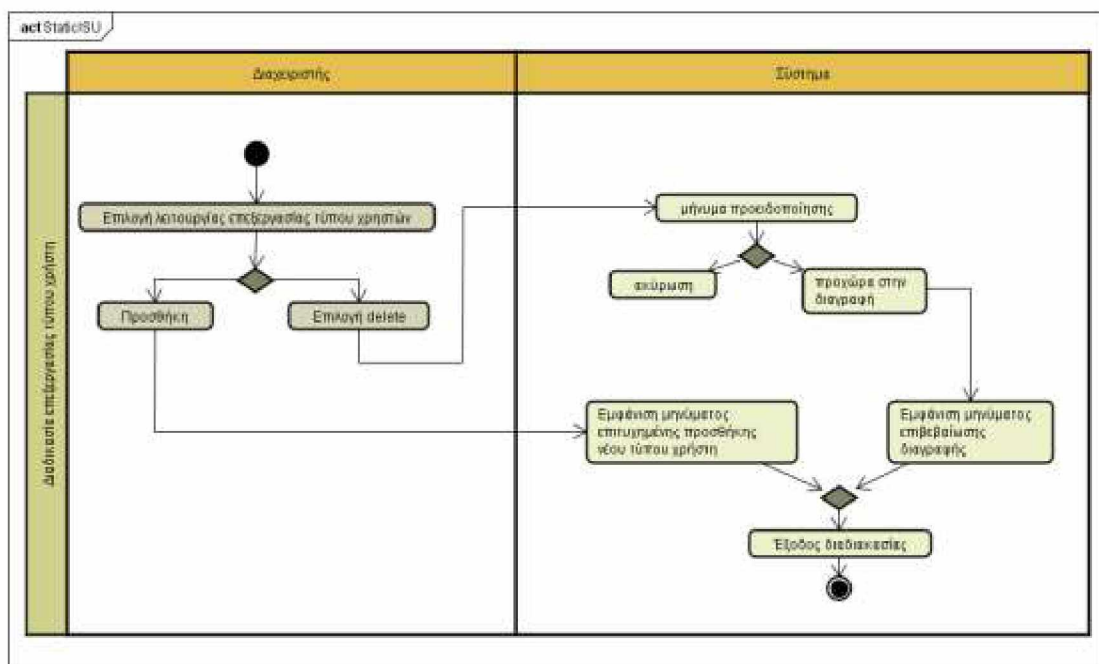 act StaticISU
Διαχειριστής
Σύστημα
Διαδικασία επεξεργασίας τύπου χρήστη
Επιλογή λειτουργίας επεξεργασίας τύπου χρηστών
Προσθήκη
Επιλογή delete
μήνυμα προειδοποίησης
ακύρωση
προχώρα στην
διαγραφή
Εμφάνιση μηνύματος
επιτυχημένης προσθήκης
νέου τύπου χρήστη
Εμφάνιση μηνύματος
επιβεβαίωσης
διαγραφής
Έξοδος διαδιακασίας